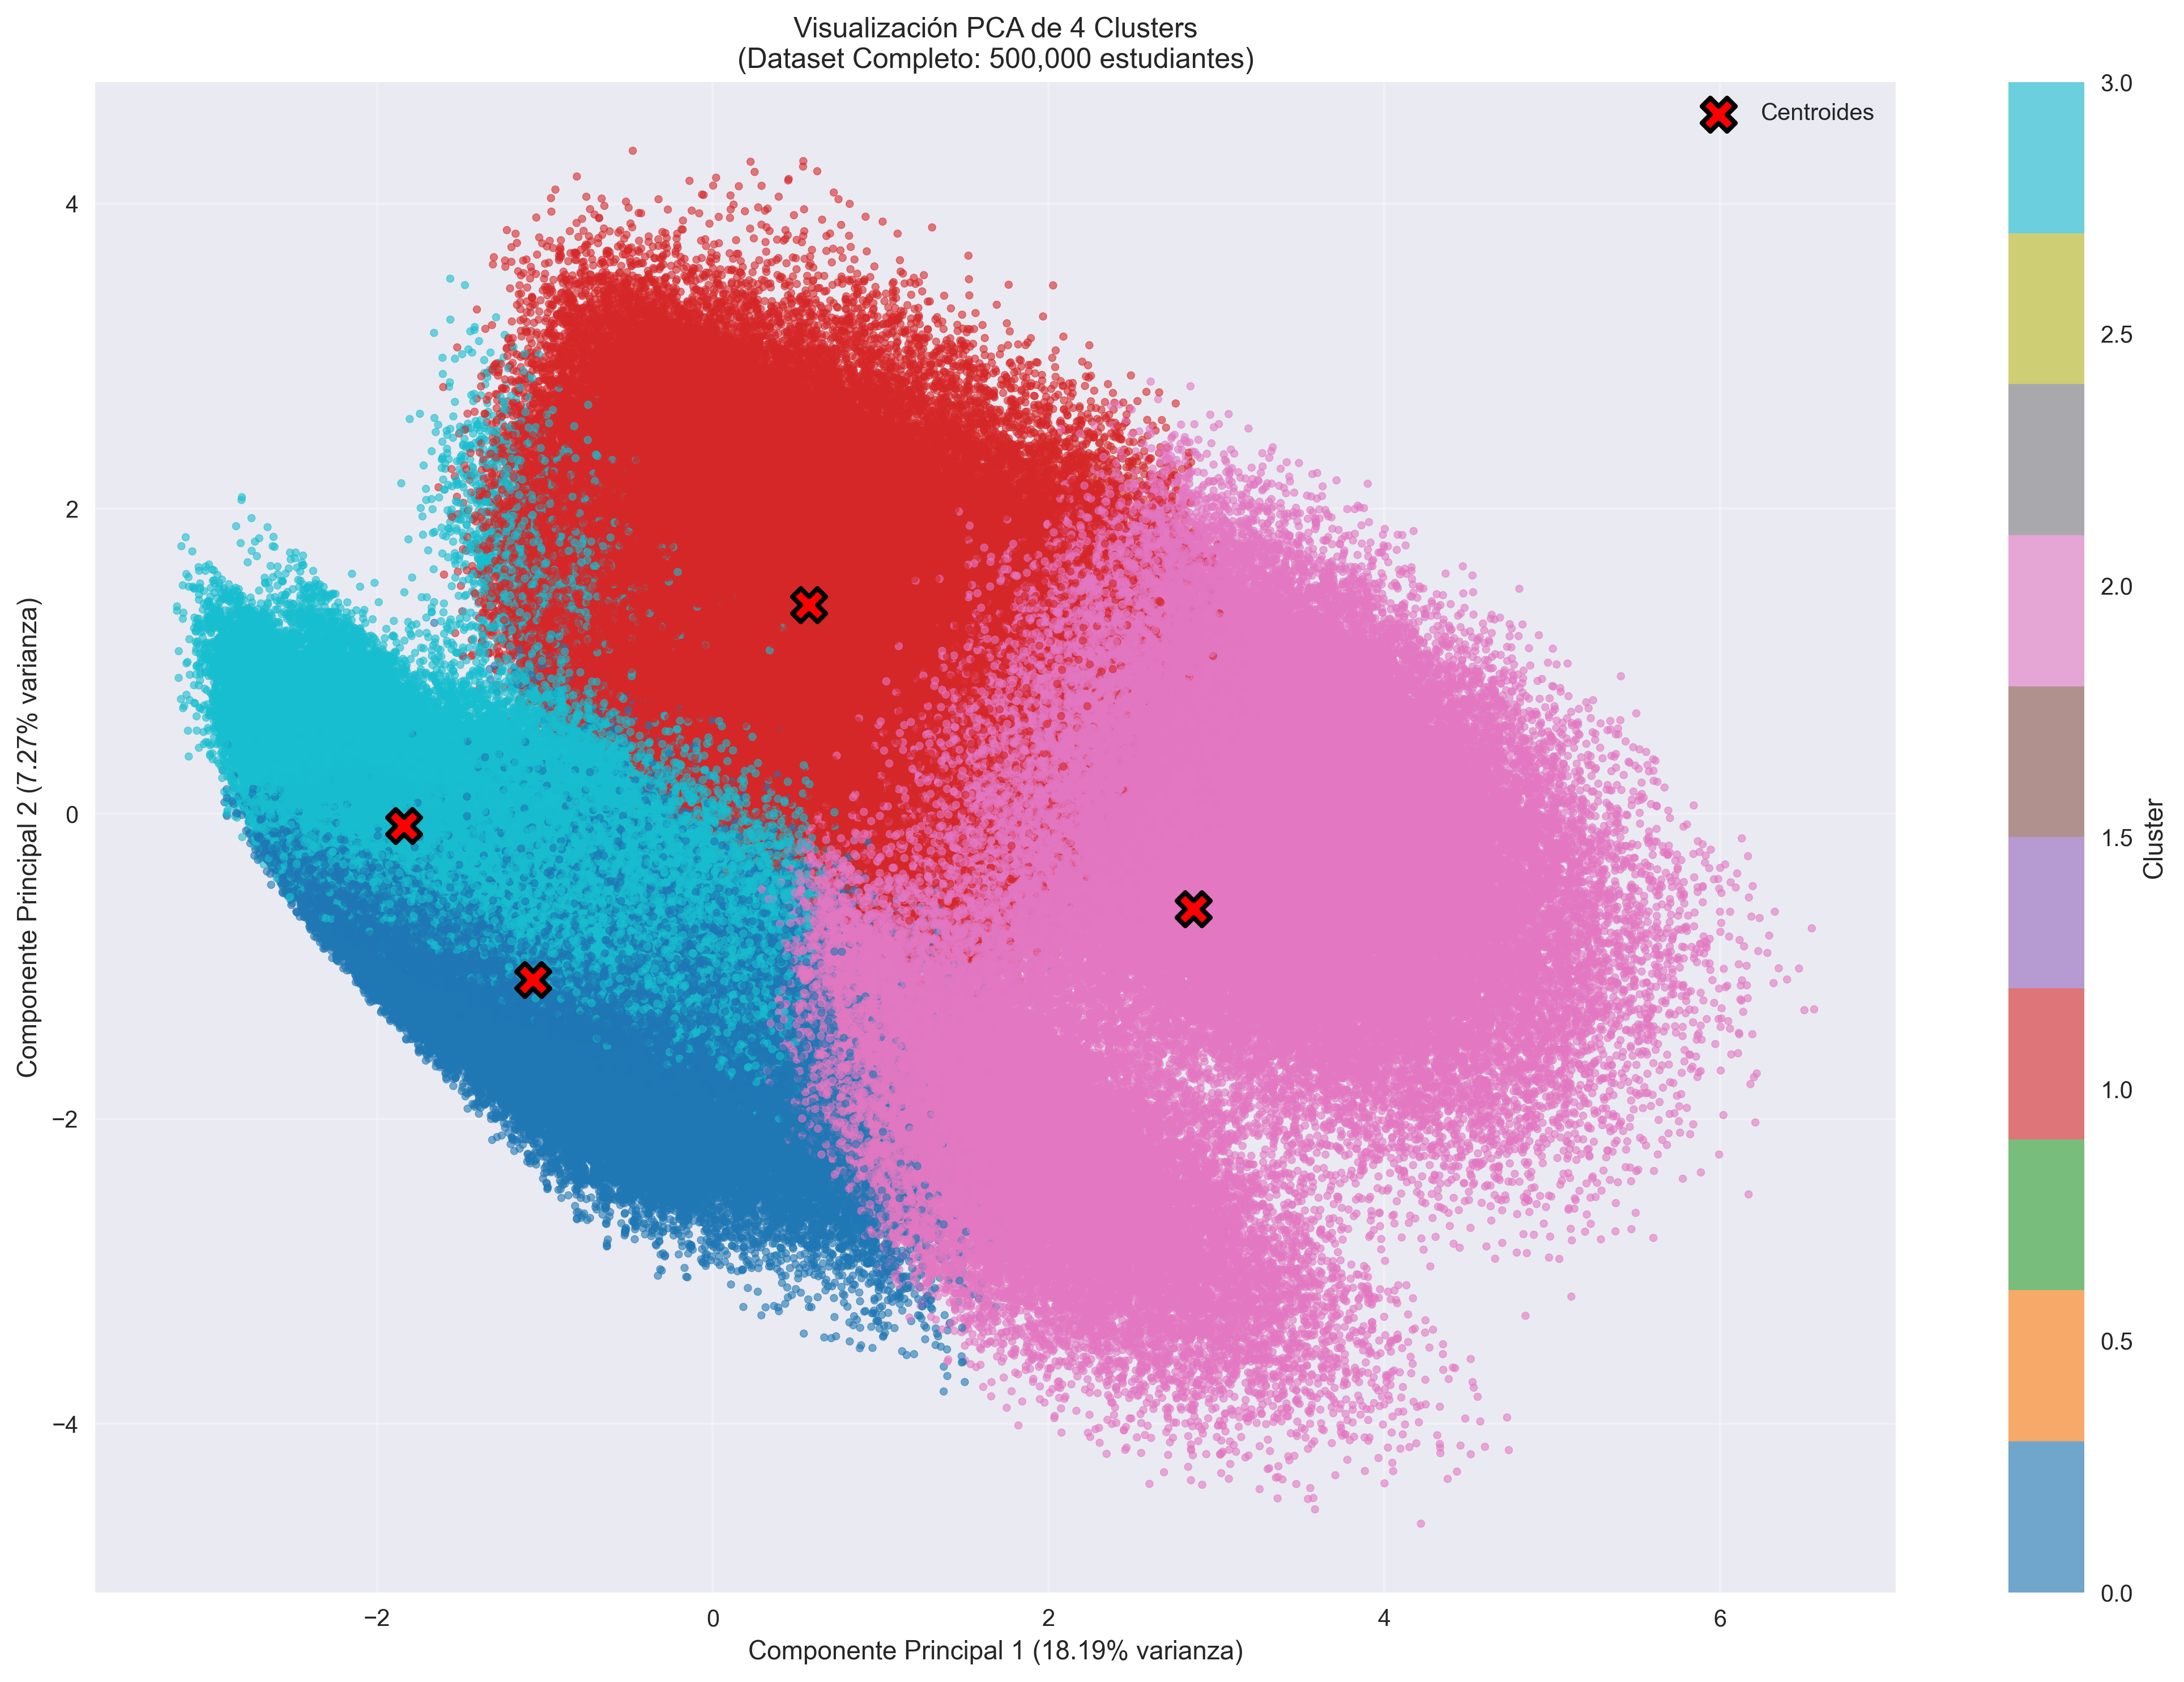 Visualización PCA de 4 Clusters
(Dataset Completo: 500,000 estudiantes)
Centroides
4
2
0
−2
−4
Componente Principal 2 (7.27% varianza)
−2
0
2
4
6
Componente Principal 1 (18.19% varianza)
3.0
2.5
2.0
1.5
1.0
0.5
0.0
Cluster